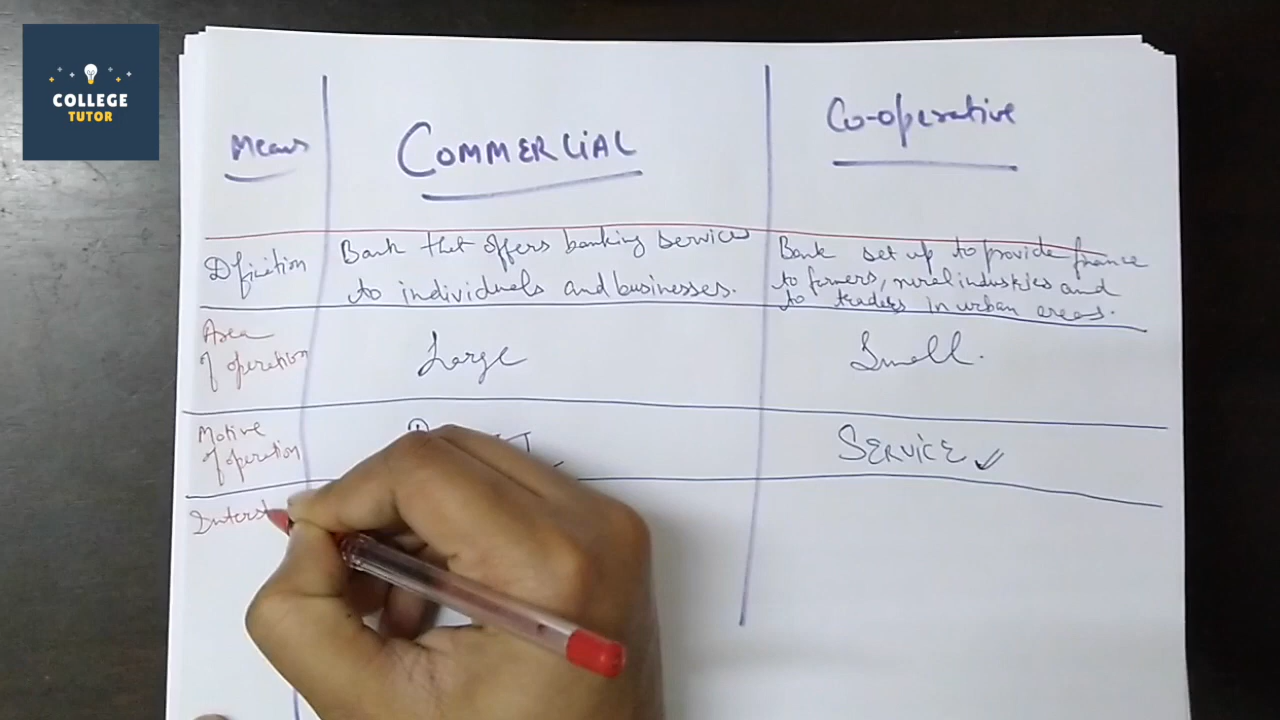 COLLEGE
TUTOR
Means
COMMERCIAL
Co-operative
Dfinition
Bank that offers banking services
to individuals and businesses.
Bank set up to provide finance
to farmers, rural industries and
to traders in urban areas.
Area
of operation
Large
Small.
Motive
of operation
SERVICE
Interst